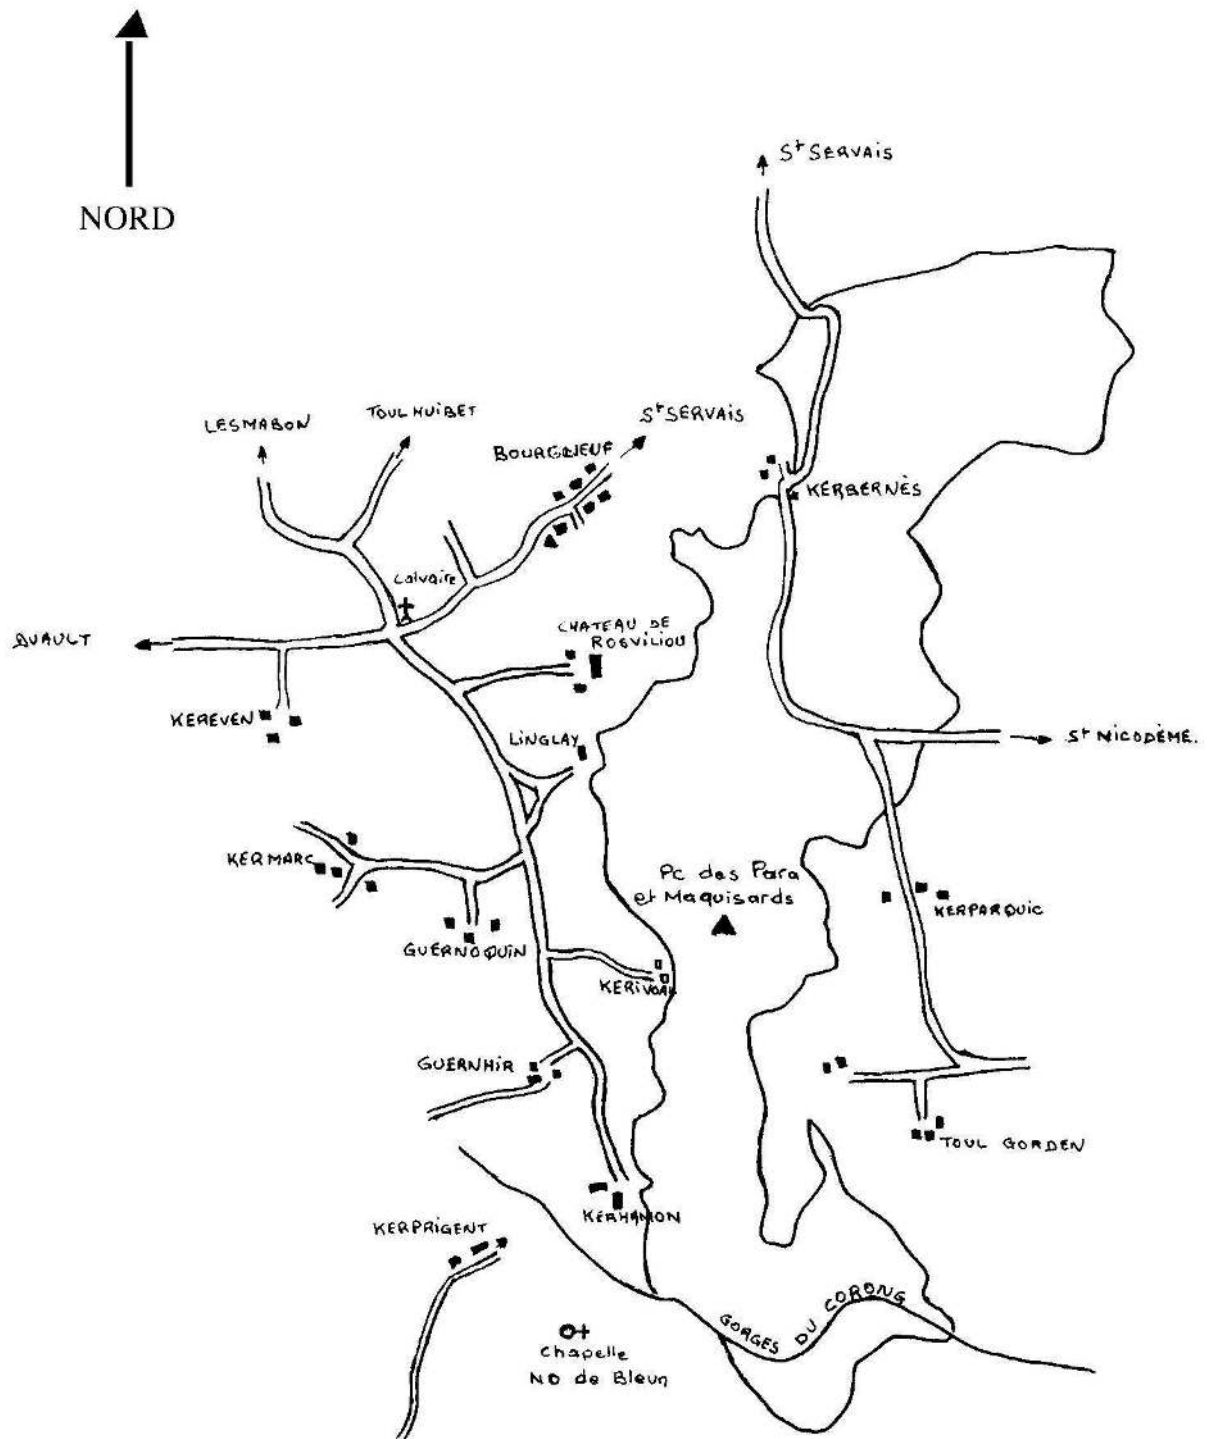 NORD
St SERVAIS
LESMABON
TOUL HUIBET
St SERVAIS
BOURGNEUF
KERBERNÈS
Calvaire
DUAULT
CHATEAU DE
ROSVILIOU
KEREVEN
LINGLAY
St NICODÈME.
KERMARC
PC des Para
et Maquisards
KERPARQUIC
GUERNOQUIN
KERIVOAL
GUERNHIR
TOUL GORDEN
KERHAMON
KERPRIGENT
GORGES DU CORONG
Chapelle
ND de Bleun